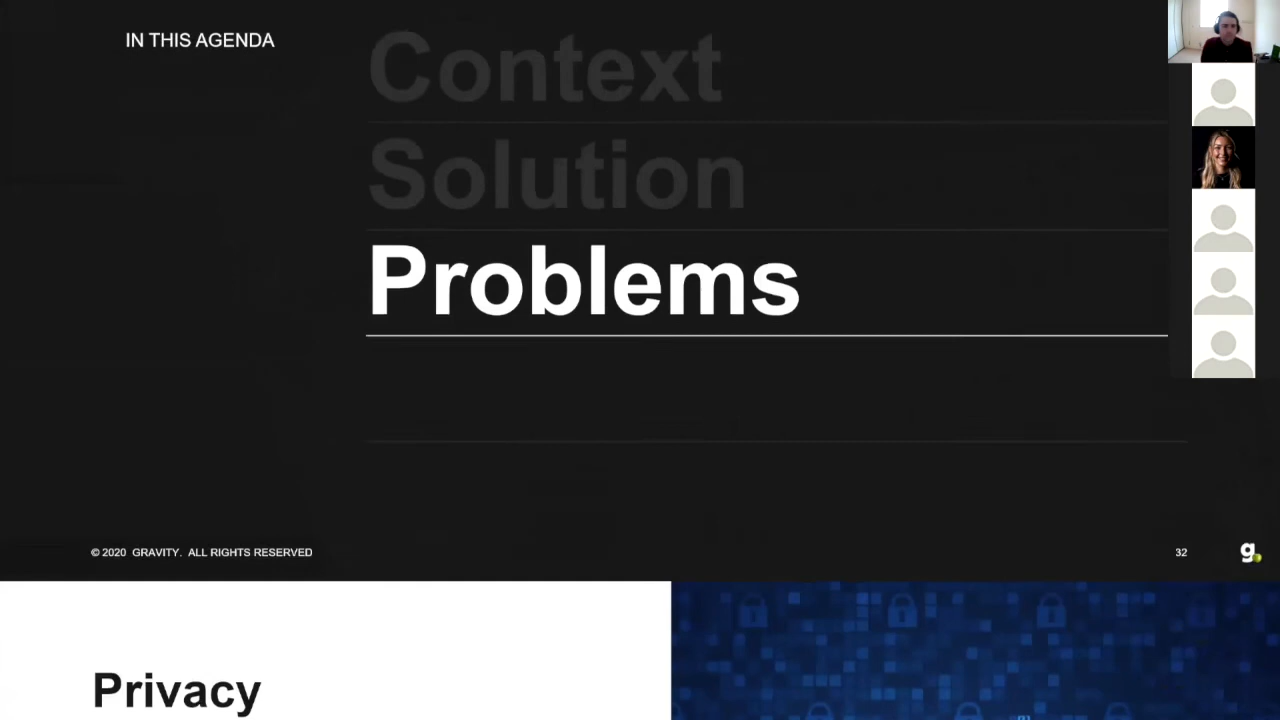 IN THIS AGENDA
Context
Solution
Problems
© 2020 GRAVITY. ALL RIGHTS RESERVED
32
g
Privacy